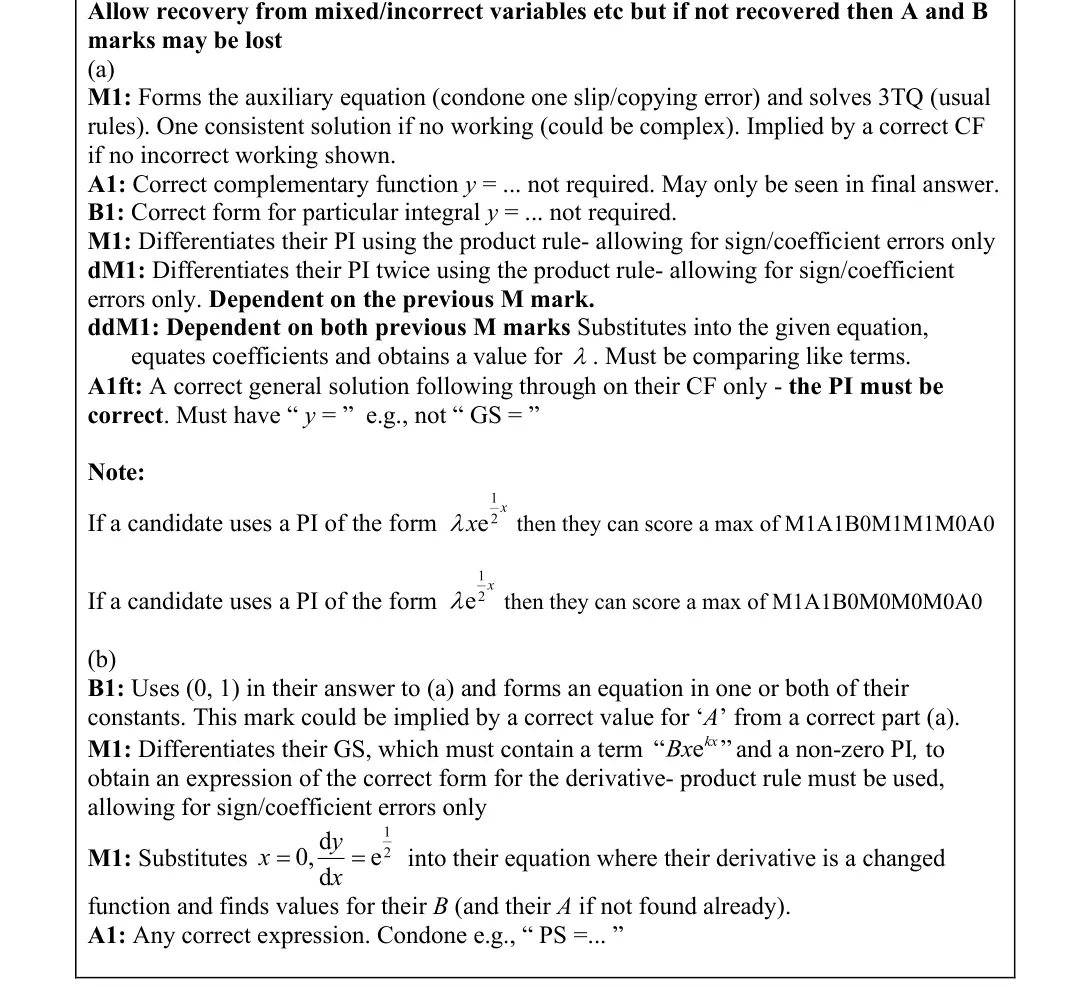 Allow recovery from mixed/incorrect variables etc but if not recovered then A and B
marks may be lost
(a)
M1: Forms the auxiliary equation (condone one slip/copying error) and solves 3TQ (usual
rules). One consistent solution if no working (could be complex). Implied by a correct CF
if no incorrect working shown.
A1: Correct complementary function y = ... not required. May only be seen in final answer.
B1: Correct form for particular integral y = ... not required.
M1: Differentiates their PI using the product rule- allowing for sign/coefficient errors only
dM1: Differentiates their PI twice using the product rule- allowing for sign/coefficient
errors only. Dependent on the previous M mark.
ddM1: Dependent on both previous M marks Substitutes into the given equation,
equates coefficients and obtains a value for λ . Must be comparing like terms.
A1ft: A correct general solution following through on their CF only - the PI must be
correct. Must have “ y = ” e.g., not “ GS = ”
Note:
If a candidate uses a PI of the form λxe^{\frac{1}{2}x} then they can score a max of M1A1B0M1M1M0A0
If a candidate uses a PI of the form λe^{\frac{1}{2}x} then they can score a max of M1A1B0M0M0M0A0
(b)
B1: Uses (0, 1) in their answer to (a) and forms an equation in one or both of their
constants. This mark could be implied by a correct value for ‘A’ from a correct part (a).
M1: Differentiates their GS, which must contain a term “Bxe^{kx}” and a non-zero PI, to
obtain an expression of the correct form for the derivative- product rule must be used,
allowing for sign/coefficient errors only
M1: Substitutes x = 0, \frac{dy}{dx} = e^{\frac{1}{2}} into their equation where their derivative is a changed
function and finds values for their B (and their A if not found already).
A1: Any correct expression. Condone e.g., “ PS =... ”